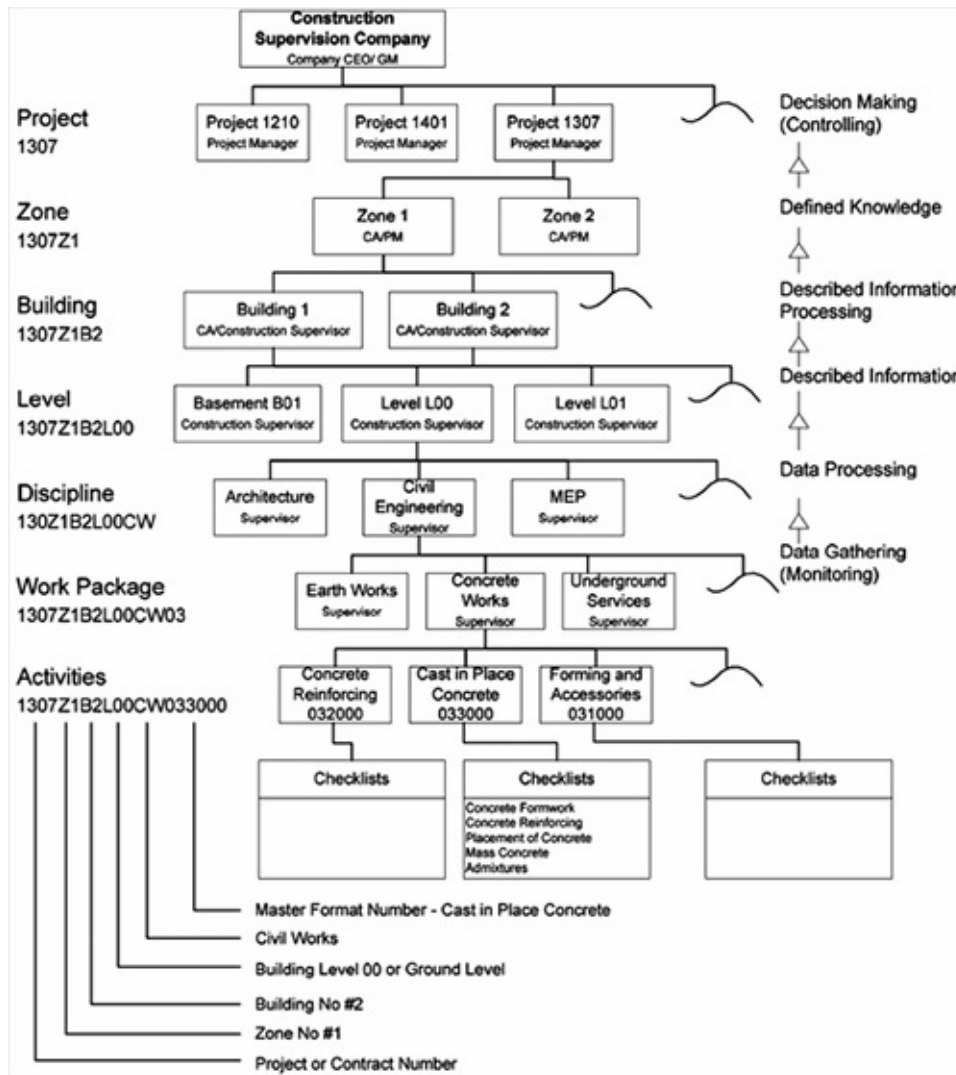 Construction
Supervision Company
Company CEO/ GM
Project
1307
Project 1210
Project Manager
Project 1401
Project Manager
Project 1307
Project Manager
Decision Making
(Controlling)
Zone
1307Z1
Zone 1
CA/PM
Zone 2
CA/PM
Defined Knowledge
Building
1307Z1B2
Building 1
CA/Construction Supervisor
Building 2
CA/Construction Supervisor
Described Information
Processing
Level
1307Z1B2L00
Basement B01
Construction Supervisor
Level L00
Construction Supervisor
Level L01
Construction Supervisor
Described Information
Discipline
130Z1B2L00CW
Architecture
Supervisor
Civil
Engineering
Supervisor
MEP
Supervisor
Data Processing
Data Gathering
(Monitoring)
Work Package
1307Z1B2L00CW03
Earth Works
Supervisor
Concrete
Works
Supervisor
Underground
Services
Supervisor
Activities
1307Z1B2L00CW033000
Concrete
Reinforcing
032000
Cast in Place
Concrete
033000
Forming and
Accessories
031000
Checklists
Checklists
Concrete Formwork
Concrete Reinforcing
Placement of Concrete
Mass Concrete
Admixtures
Checklists
Master Format Number - Cast in Place Concrete
Civil Works
Building Level 00 or Ground Level
Building No #2
Zone No #1
Project or Contract Number